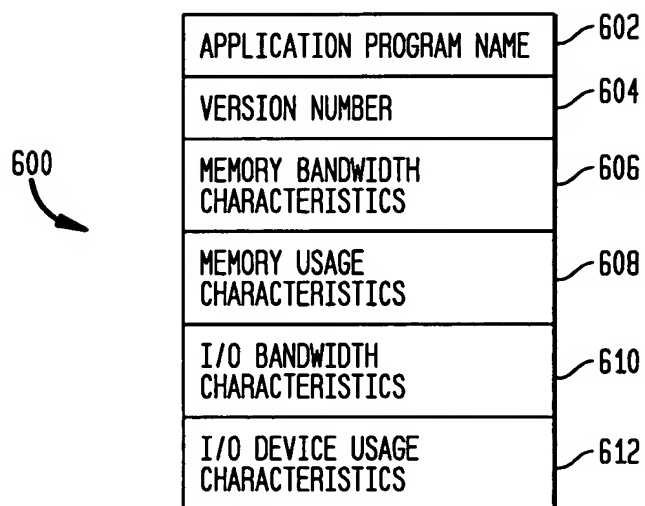 APPLICATION PROGRAM NAME
602
VERSION NUMBER
604
600
MEMORY BANDWIDTH
CHARACTERISTICS
606
MEMORY USAGE
CHARACTERISTICS
608
I/O BANDWIDTH
CHARACTERISTICS
610
I/O DEVICE USAGE
CHARACTERISTICS
612